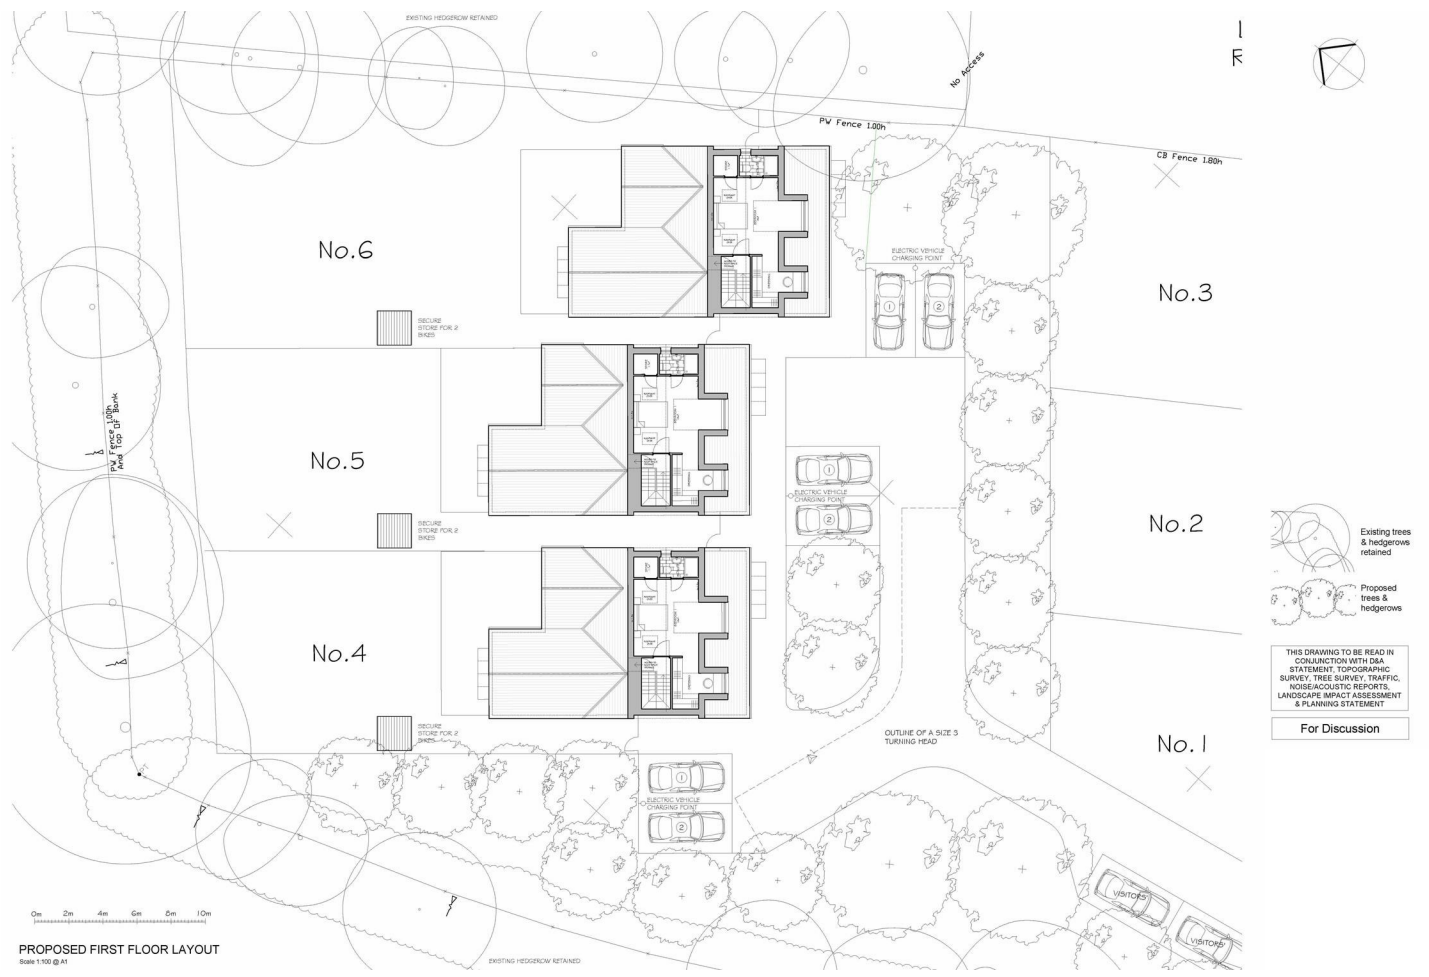 EXISTING HEDGEROW RETAINED
No Access
PW Fence 1.00h
CB Fence 1.80h
No.6
ELECTRIC VEHICLE
CHARGING POINT
1
2
No.3
SECURE
STORE FOR 2
BIKES
PW Fence 1.00h
And Top Of Bank
No.5
1
ELECTRIC VEHICLE
CHARGING POINT
2
No.2
SECURE
STORE FOR 2
BIKES
Existing trees
& hedgerows
retained
Proposed
trees &
hedgerows
No.4
THIS DRAWING TO BE READ IN
CONJUNCTION WITH D&A
STATEMENT, TOPOGRAPHIC
SURVEY, TREE SURVEY, TRAFFIC,
NOISE/ACOUSTIC REPORTS,
LANDSCAPE IMPACT ASSESSMENT
& PLANNING STATEMENT
For Discussion
SECURE
STORE FOR 2
BIKES
OUTLINE OF A SIZE 3
TURNING HEAD
No.1
1
ELECTRIC VEHICLE
CHARGING POINT
2
VISITORS
VISITORS
0m 2m 4m 6m 8m 10m
PROPOSED FIRST FLOOR LAYOUT
Scale 1:100 @ A1
EXISTING HEDGEROW RETAINED